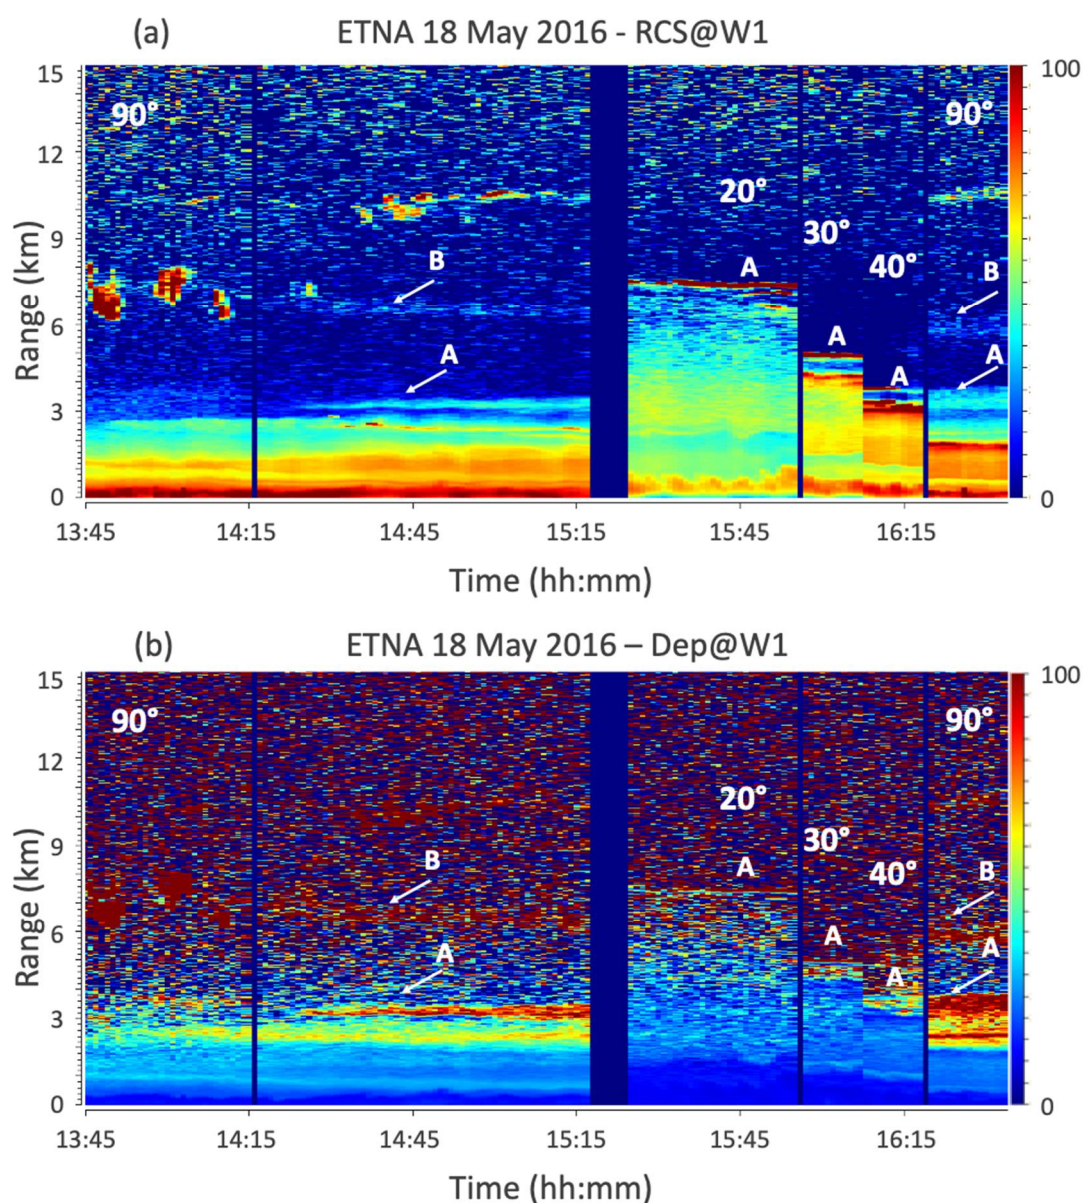 (a) ETNA 18 May 2016 - RCS@W1
Range (km)
15
12
9
6
3
0
90°
20°
30°
40°
90°
B
A
A
A
A
B
A
100
0
13:45 14:15 14:45 15:15 15:45 16:15
Time (hh:mm)
(b) ETNA 18 May 2016 – Dep@W1
Range (km)
15
12
9
6
3
0
90°
20°
30°
40°
90°
B
A
A
A
A
B
A
100
0
13:45 14:15 14:45 15:15 15:45 16:15
Time (hh:mm)